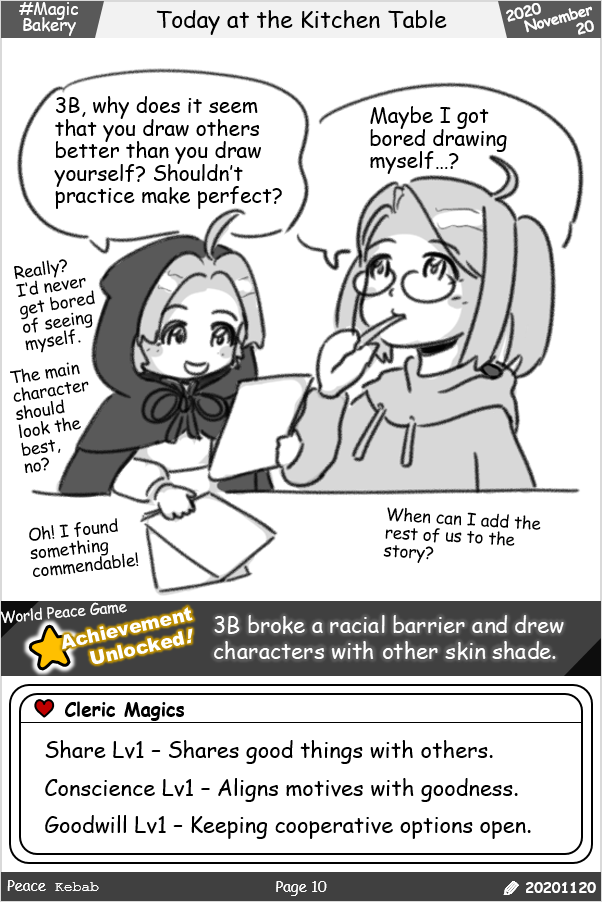 #Magic
Bakery
Today at the Kitchen Table
2020
November
20
3B, why does it seem
that you draw others
better than you draw
yourself? Shouldn't
practice make perfect?
Maybe I got
bored drawing
myself...?
Really?
I'd never
get bored
of seeing
myself.
The main
character
should
look the
best,
no?
Oh! I found
something
commendable!
When can I add the
rest of us to the
story?
World Peace Game
Achievement
Unlocked!
3B broke a racial barrier and drew
characters with other skin shade.
Cleric Magics
Share Lv1 – Shares good things with others.
Conscience Lv1 – Aligns motives with goodness.
Goodwill Lv1 – Keeping cooperative options open.
Peace Kebab
Page 10
20201120